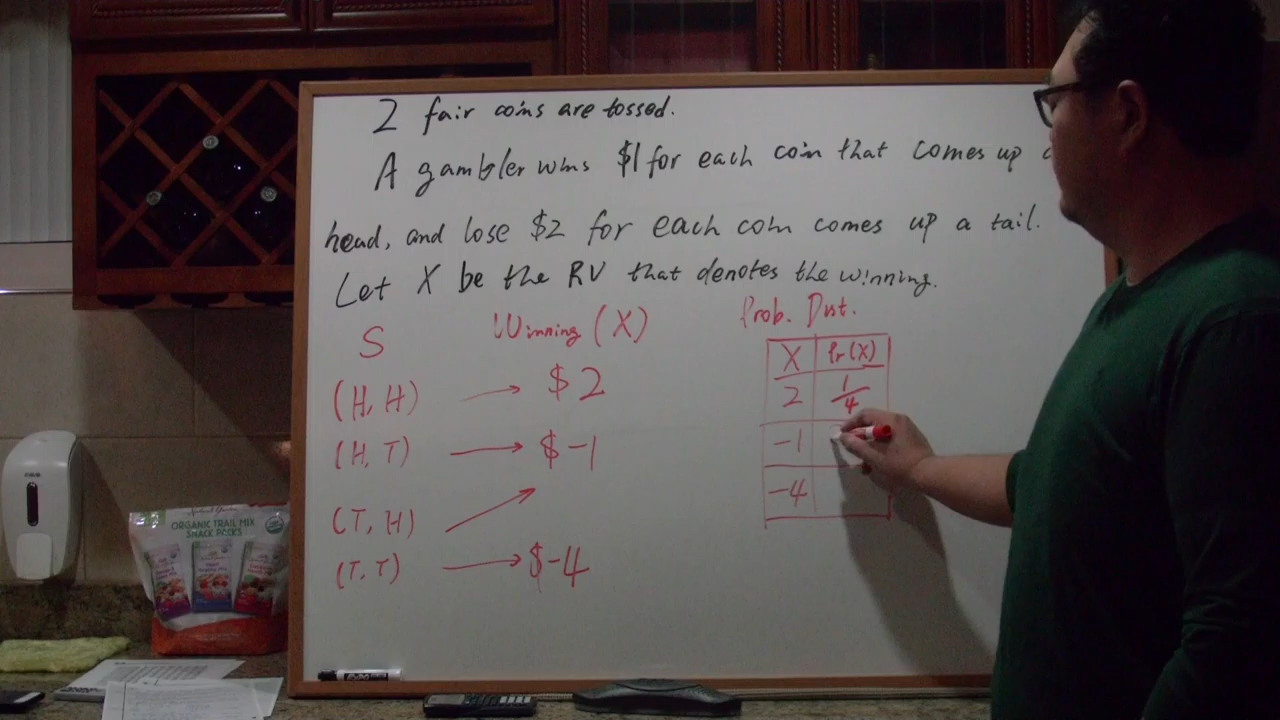 2 fair coins are tossed.
A gambler wins $1 for each coin that comes up a
head, and lose $2 for each coin comes up a tail.
Let X be the RV that denotes the winning.
S Winning (X) Prob. Dist.
(H, H) → $2
(H, T) → $-1
(T, H)
(T, T) → $-4
X Pr(X)
2 1/4
-1
-4
ORGANIC TRAIL MIX
SNACK PACKS
EXPO